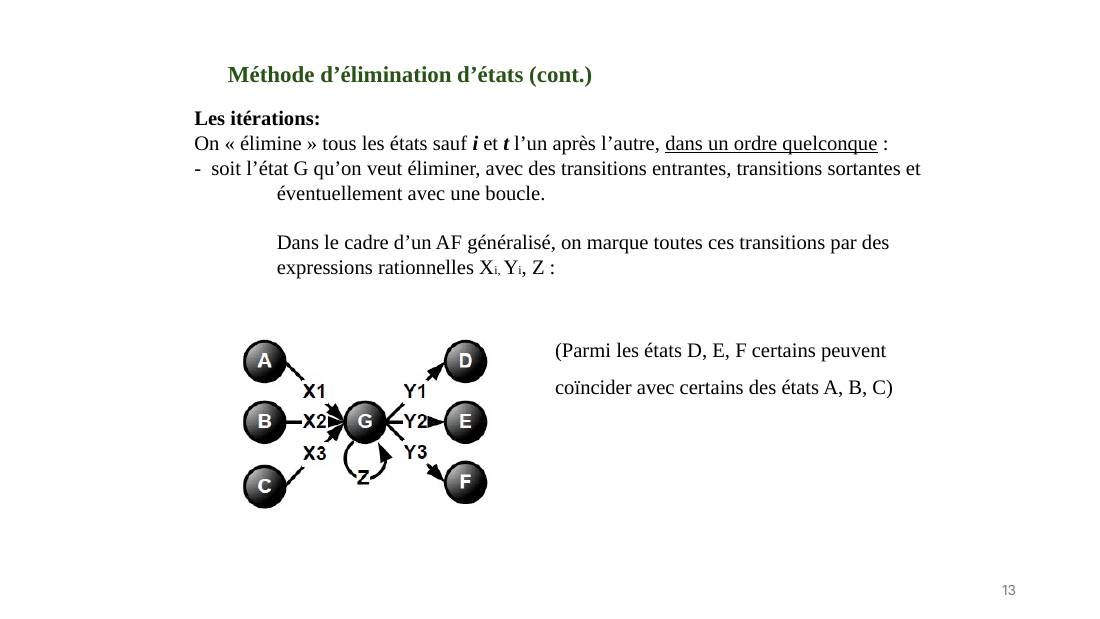 Méthode d’élimination d’états (cont.)
Les itérations:
On « élimine » tous les états sauf i et t l’un après l’autre, dans un ordre quelconque :
- soit l’état G qu’on veut éliminer, avec des transitions entrantes, transitions sortantes et
éventuellement avec une boucle.
Dans le cadre d’un AF généralisé, on marque toutes ces transitions par des
expressions rationnelles Xi, Yi, Z :
(Parmi les états D, E, F certains peuvent
coïncider avec certains des états A, B, C)
A
D
X1
Y1
B
X2
G
Y2
E
X3
Y3
Z
C
F
13